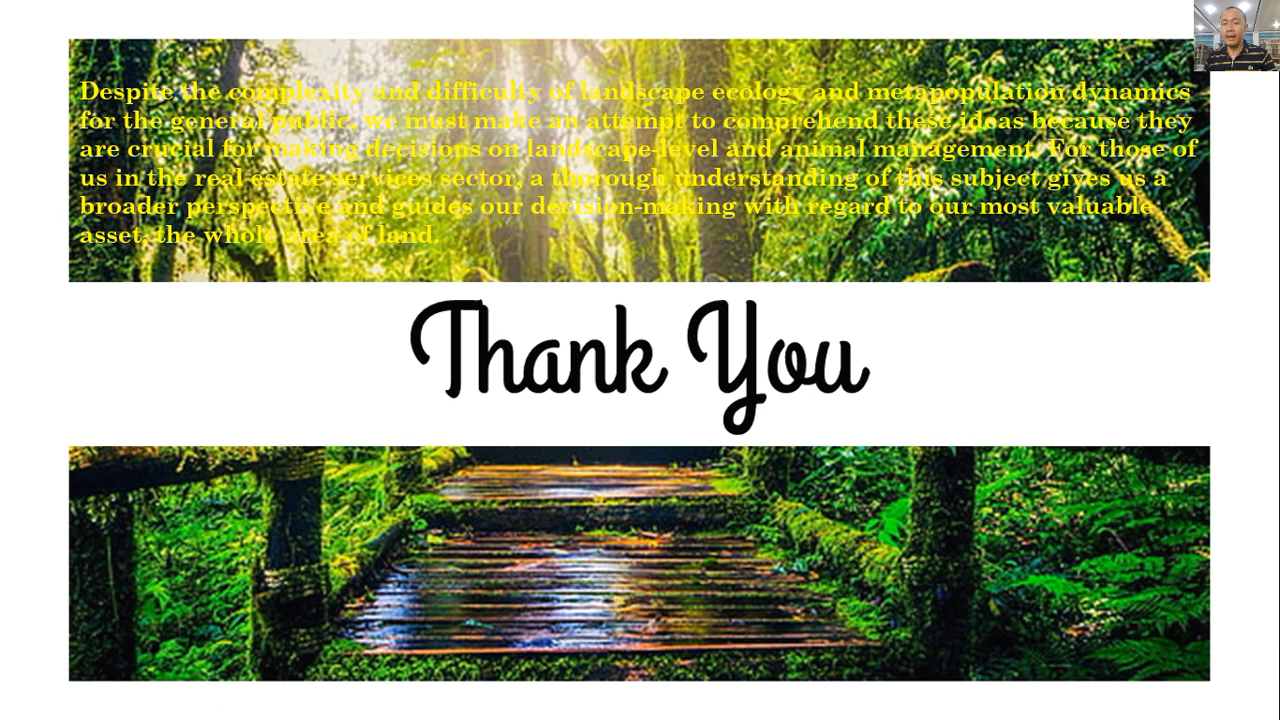 Despite the complexity and difficulty of landscape ecology and metapopulation dynamics
for the general public, we must make an attempt to comprehend these ideas because they
are crucial for making decisions on landscape-level and animal management. For those of
us in the real estate services sector, a thorough understanding of this subject gives us a
broader perspective and guides our decision-making with regard to our most valuable
asset- the whole area of land.
Thank You